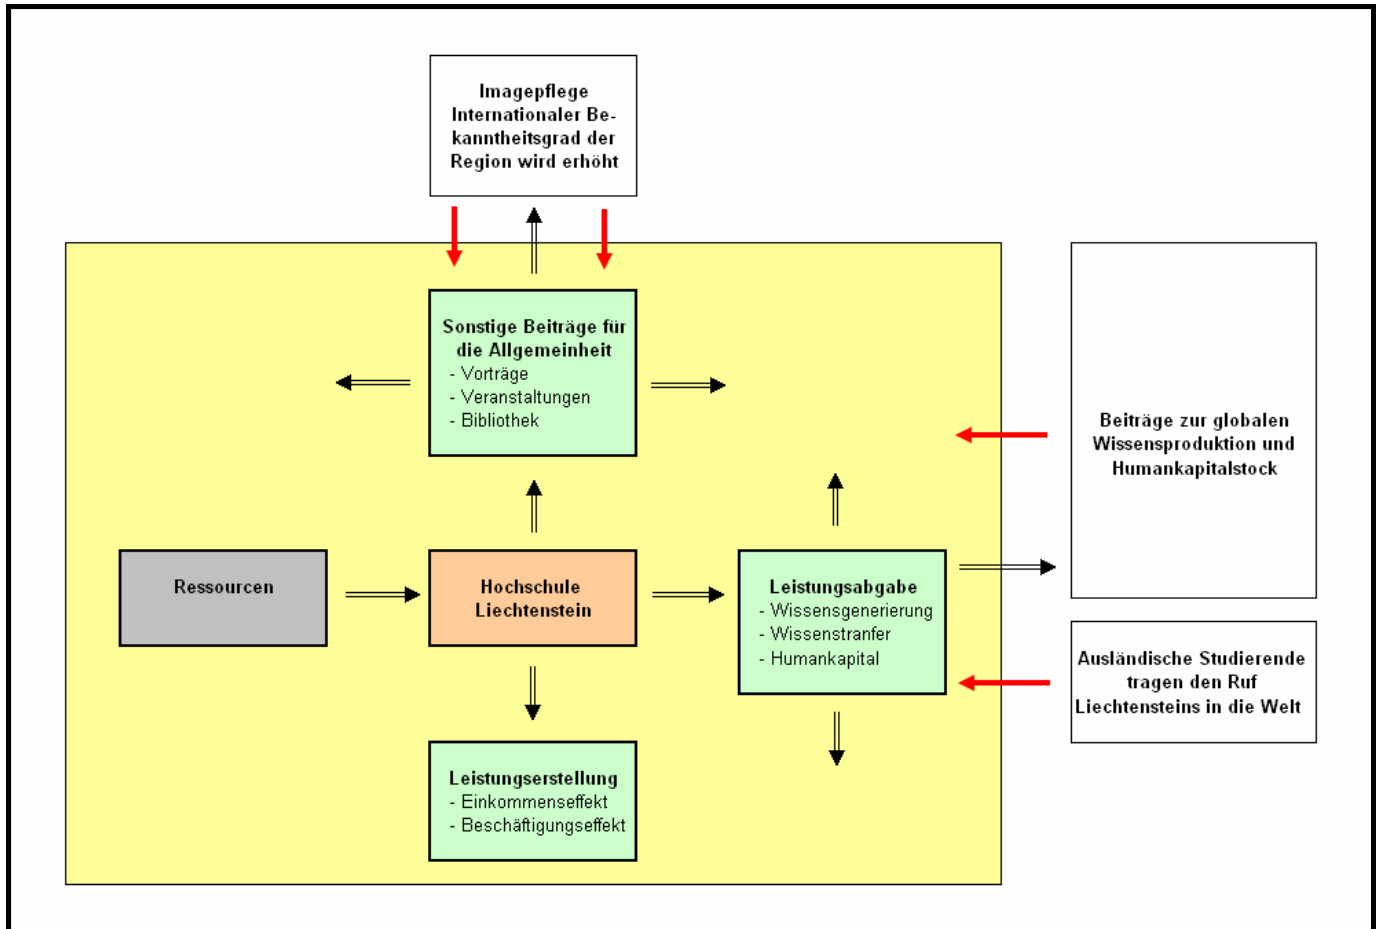 Imagepflege
Internationaler Be-
kanntheitsgrad der
Region wird erhöht
Sonstige Beiträge für
die Allgemeinheit
- Vorträge
- Veranstaltungen
- Bibliothek
Beiträge zur globalen
Wissensproduktion und
Humankapitalstock
Ressourcen
Hochschule
Liechtenstein
Leistungsabgabe
- Wissensgenerierung
- Wissenstranfer
- Humankapital
Ausländische Studierende
tragen den Ruf
Liechtensteins in die Welt
Leistungserstellung
- Einkommenseffekt
- Beschäftigungseffekt